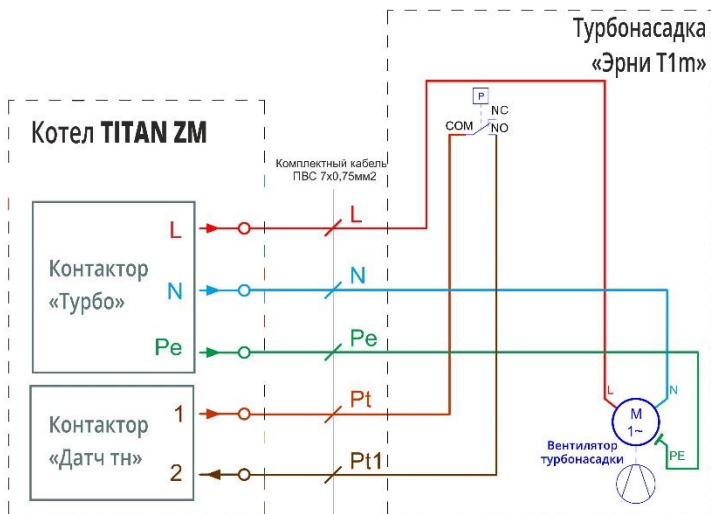 Турбонасадка
«Эрни T1m»
Котел TITAN ZM
Комплектный кабель
ПВС 7х0,75мм2
P
NC
COM
NO
Контактор
«Турбо»
L
N
Pe
L
N
Pe
Контактор
«Датч тн»
1
2
Pt
Pt1
L
N
M
1~
PE
Вентилятор
турбонасадки